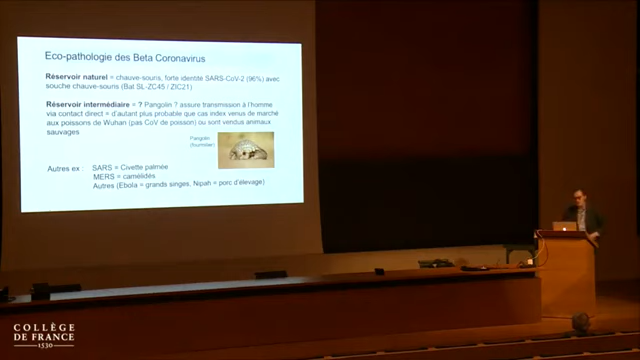 Eco-pathologie des Beta Coronavirus
Réservoir naturel = chauve-souris, forte identité SARS-CoV-2 (96%) avec
souche chauve-souris (Bat SL-ZC45 / ZIC21)
Réservoir intermédiaire = ? Pangolin ? assure transmission à l'homme
via contact direct = d'autant plus probable que cas index venus de marché
aux poissons de Wuhan (pas CoV de poisson) ou sont vendus animaux
sauvages
Pangolin
(fourmilier)
Autres ex : SARS = Civette palmée
MERS = camélidés
Autres (Ebola = grands singes, Nipah = porc d'élevage)
COLLÈGE
DE FRANCE
1530